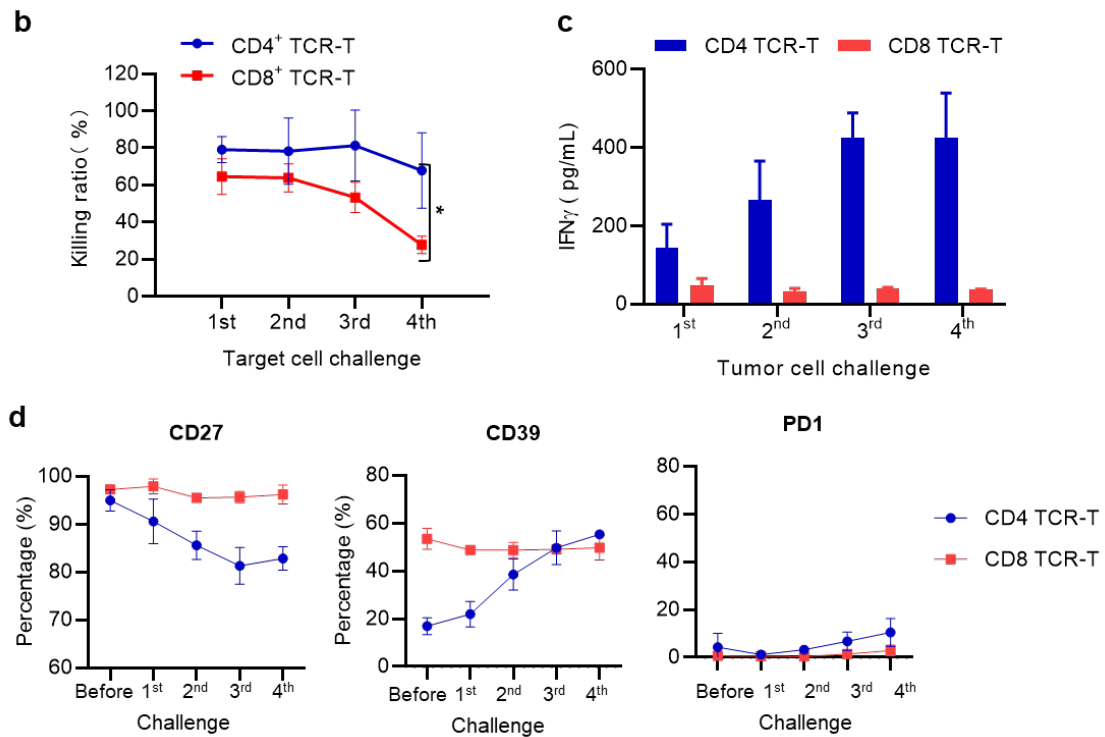 b
CD4+ TCR-T
CD8+ TCR-T
Killing ratio( %)
120
100
80
60
40
20
0
1st 2nd 3rd 4th
*
Target cell challenge
c
CD4 TCR-T CD8 TCR-T
IFNγ ( pg/mL)
600
400
200
0
1st 2nd 3rd 4th
Tumor cell challenge
d
CD27
Percentage (%)
100
90
80
70
60
Before 1st 2nd 3rd 4th
Challenge
CD39
Percentage (%)
80
60
40
20
0
Before 1st 2nd 3rd 4th
Challenge
PD1
80
60
40
20
0
Before 1st 2nd 3rd 4th
Challenge
CD4 TCR-T
CD8 TCR-T